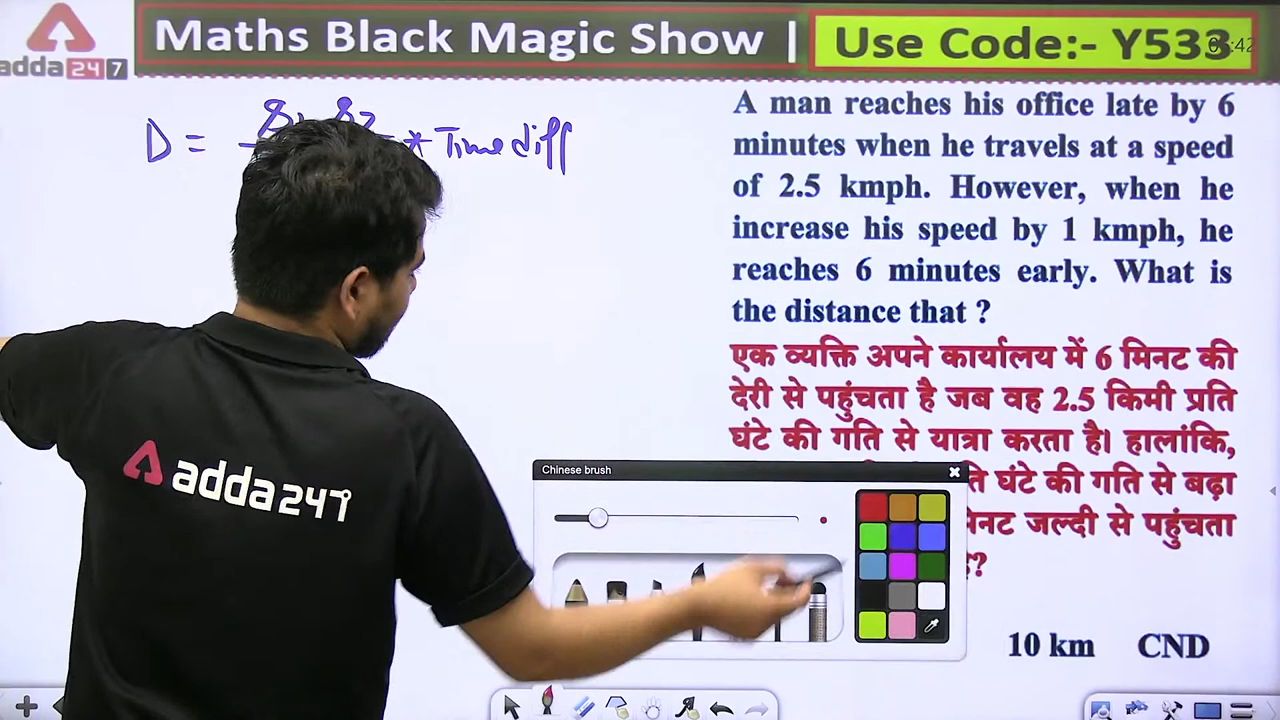 Maths Black Magic Show | Use Code:- Y533
adda247
D = * Time diff
A man reaches his office late by 6
minutes when he travels at a speed
of 2.5 kmph. However, when he
increase his speed by 1 kmph, he
reaches 6 minutes early. What is
the distance that ?
एक व्यक्ति अपने कार्यालय में 6 मिनट की
देरी से पहुंचता है जब वह 2.5 किमी प्रति
घंटे की गति से यात्रा करता है। हालांकि,
घंटे की गति से बढ़ा
जल्दी से पहुंचता
?
Chinese brush
10 km CND
adda247